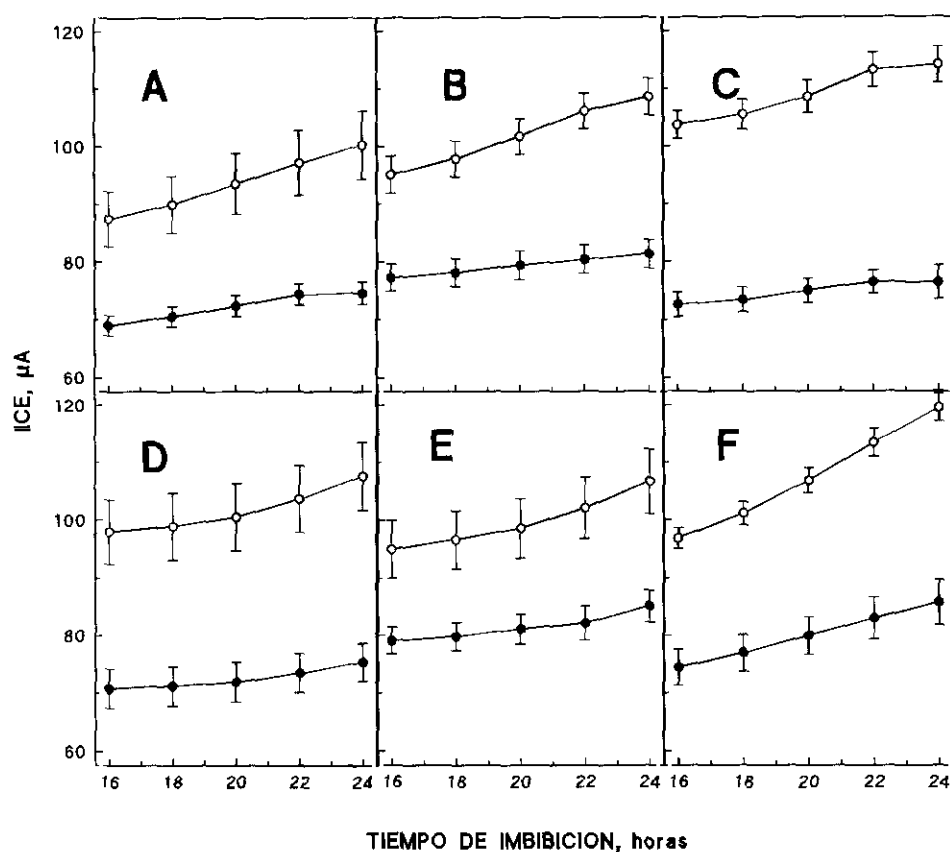 120
A
B
C
100
80
60
IICE, µA
120
D
E
F
100
80
60
16 18 20 22 24 16 18 20 22 24 16 18 20 22 24
TIEMPO DE IMBIBICION, horas